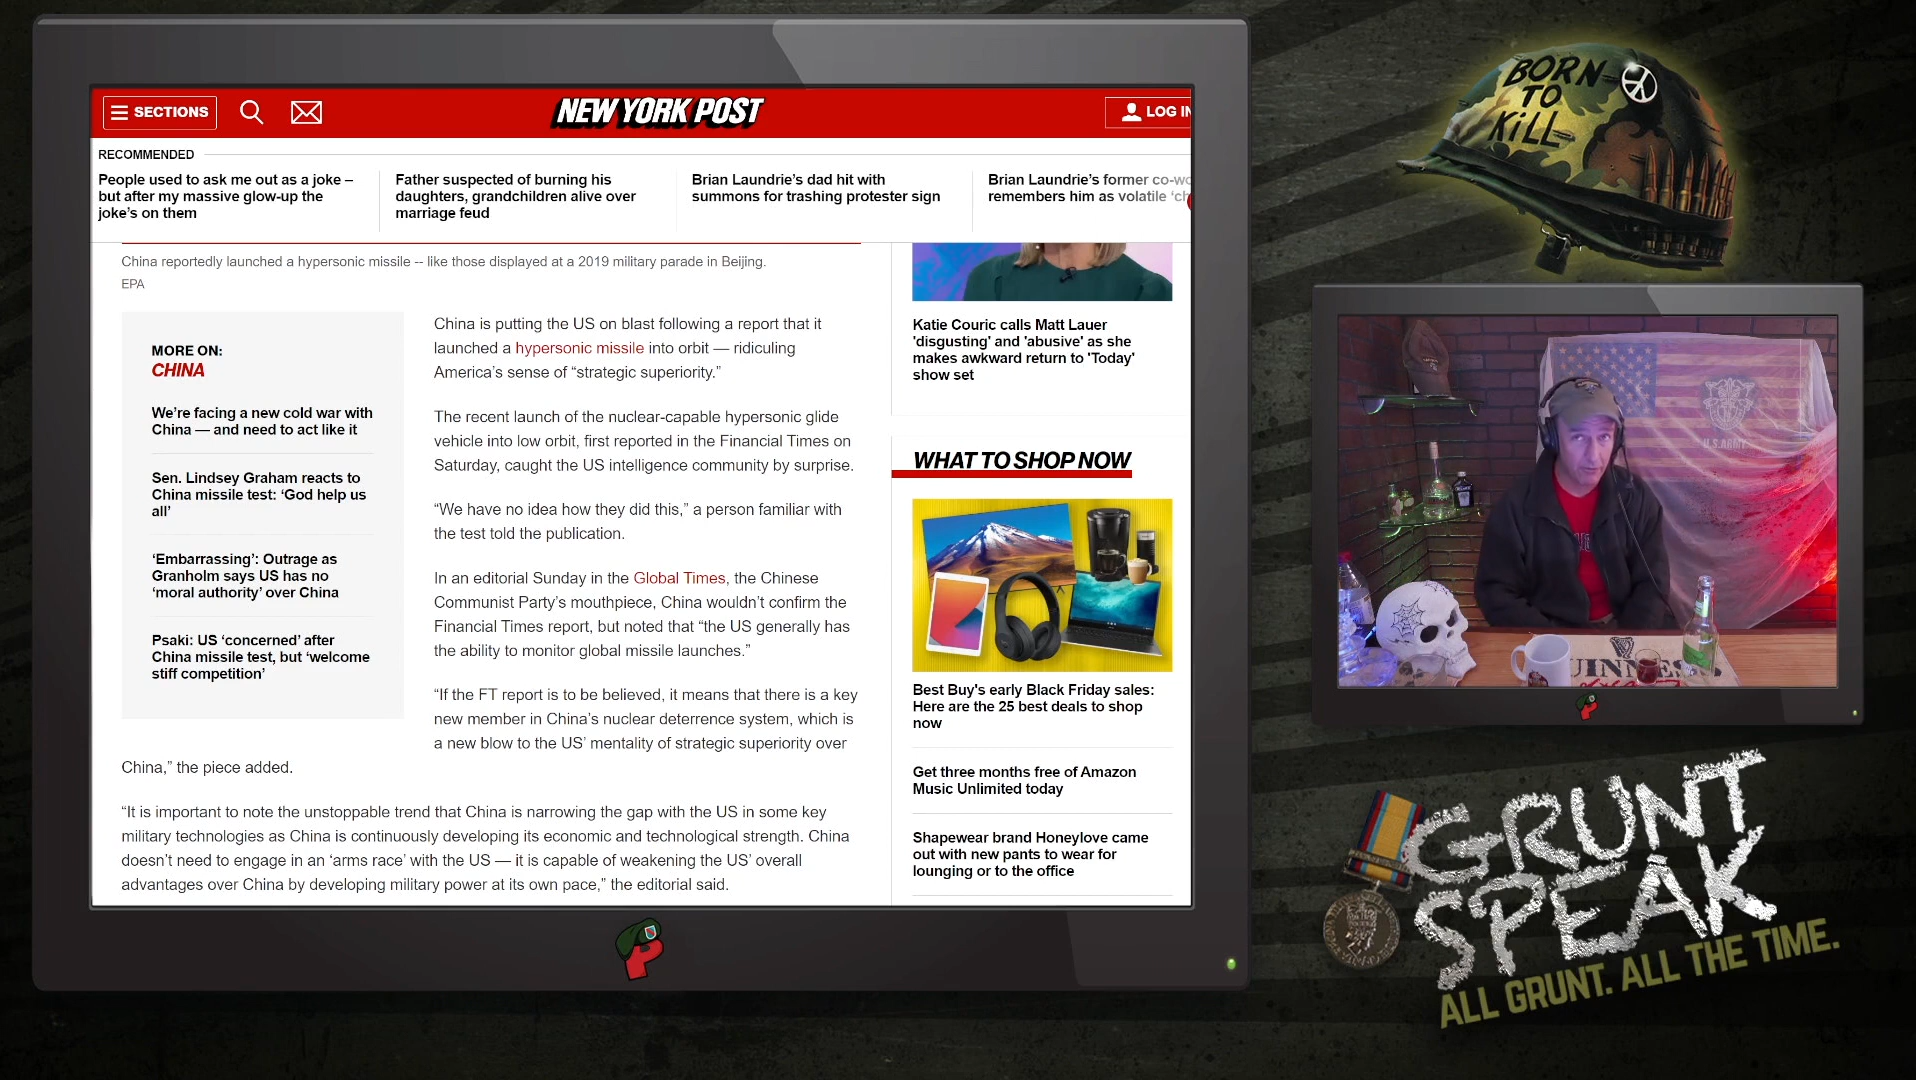 SECTIONS
NEW YORK POST
LOG IN
RECOMMENDED
People used to ask me out as a joke –
but after my massive glow-up the
joke's on them
Father suspected of burning his
daughters, grandchildren alive over
marriage feud
Brian Laundrie's dad hit with
summons for trashing protester sign
Brian Laundrie's former co-wo
remembers him as volatile 'ch
China reportedly launched a hypersonic missile -- like those displayed at a 2019 military parade in Beijing.
EPA
MORE ON:
CHINA
We're facing a new cold war with
China — and need to act like it
Sen. Lindsey Graham reacts to
China missile test: 'God help us
all'
'Embarrassing': Outrage as
Granholm says US has no
'moral authority' over China
Psaki: US 'concerned' after
China missile test, but 'welcome
stiff competition'
China is putting the US on blast following a report that it
launched a hypersonic missile into orbit — ridiculing
America's sense of “strategic superiority.”
The recent launch of the nuclear-capable hypersonic glide
vehicle into low orbit, first reported in the Financial Times on
Saturday, caught the US intelligence community by surprise.
“We have no idea how they did this,” a person familiar with
the test told the publication.
In an editorial Sunday in the Global Times, the Chinese
Communist Party's mouthpiece, China wouldn't confirm the
Financial Times report, but noted that “the US generally has
the ability to monitor global missile launches.”
“If the FT report is to be believed, it means that there is a key
new member in China's nuclear deterrence system, which is
a new blow to the US' mentality of strategic superiority over
China,” the piece added.
“It is important to note the unstoppable trend that China is narrowing the gap with the US in some key
military technologies as China is continuously developing its economic and technological strength. China
doesn't need to engage in an 'arms race' with the US — it is capable of weakening the US' overall
advantages over China by developing military power at its own pace,” the editorial said.
Katie Couric calls Matt Lauer
'disgusting' and 'abusive' as she
makes awkward return to 'Today'
show set
WHAT TO SHOP NOW
Best Buy's early Black Friday sales:
Here are the 25 best deals to shop
now
Get three months free of Amazon
Music Unlimited today
Shapewear brand Honeylove came
out with new pants to wear for
lounging or to the office
BORN
TO
KiLL
U.S. ARMY
UINNES
GRUNT
SPEAK
ALL GRUNT. ALL THE TIME.